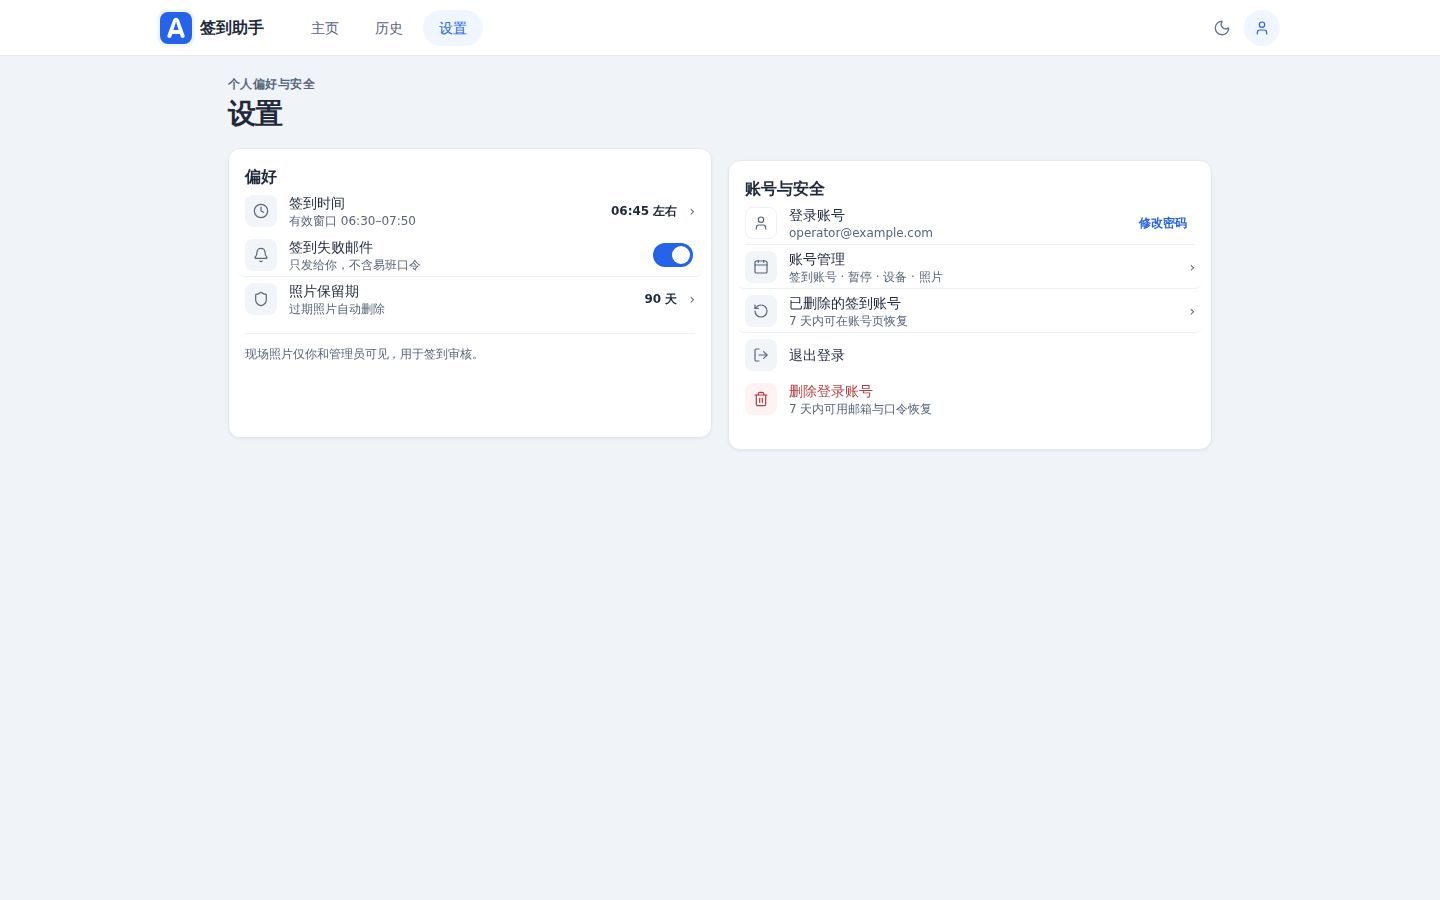 签到助手
主页
历史
设置
个人偏好与安全
设置
偏好
签到时间
有效窗口 06:30–07:50
06:45 左右
签到失败邮件
只发给你，不含易班口令
照片保留期
过期照片自动删除
90 天
现场照片仅你和管理员可见，用于签到审核。
账号与安全
登录账号
operator@example.com
修改密码
账号管理
签到账号 · 暂停 · 设备 · 照片
已删除的签到账号
7 天内可在账号页恢复
退出登录
删除登录账号
7 天内可用邮箱与口令恢复